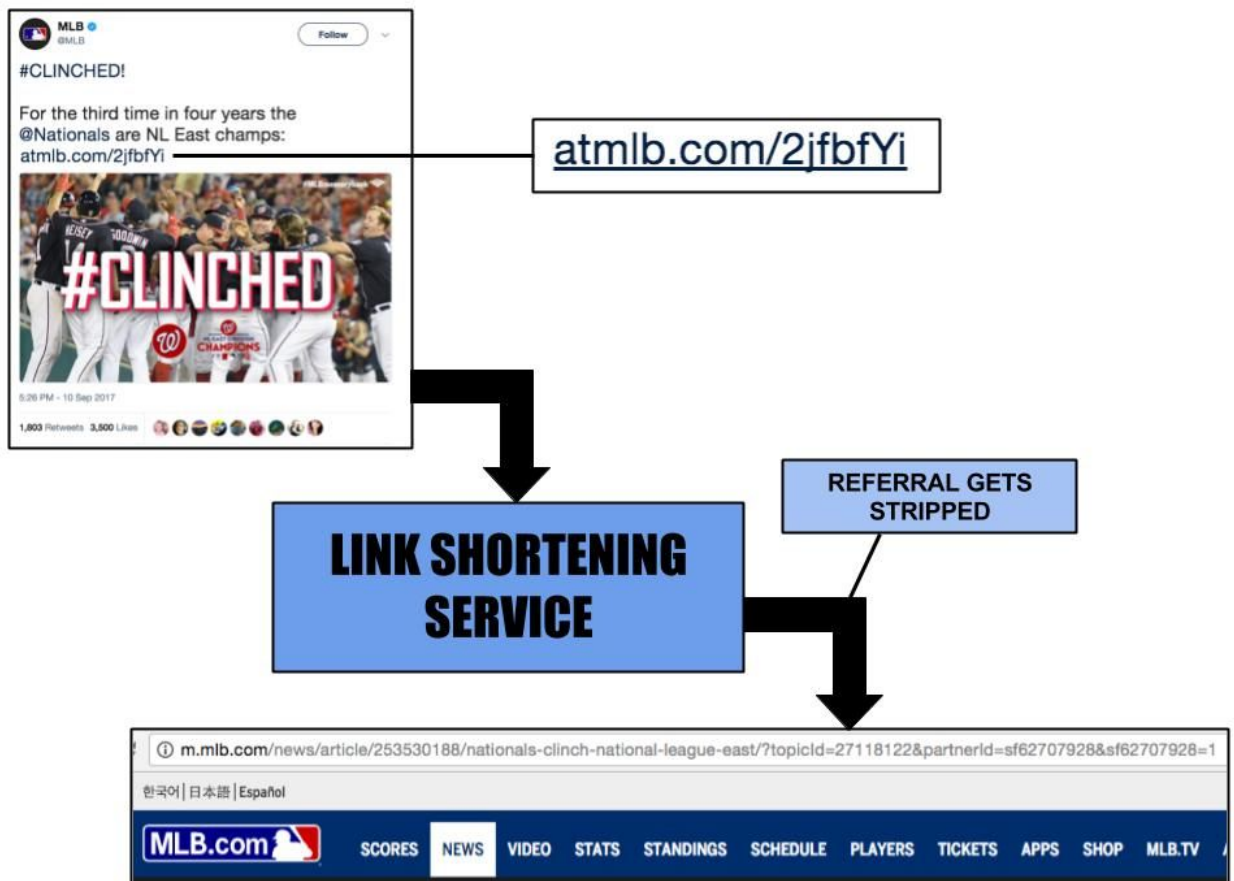 MLB
@MLB
Follow
#CLINCHED!
For the third time in four years the
@Nationals are NL East champs:
atmlb.com/2jfbfYi
atmlb.com/2jfbfYi
HEISEY
GOODWIN
#CLINCHED
W
CHAMPIONS
5:26 PM - 10 Sep 2017
1,803 Retweets 3,500 Likes
REFERRAL GETS
STRIPPED
LINK SHORTENING
SERVICE
m.mlb.com/news/article/253530188/nationals-clinch-national-league-east/?topicId=27118122&partnerId=sf62707928&sf62707928=1
한국어|日本語|Español
MLB.com SCORES NEWS VIDEO STATS STANDINGS SCHEDULE PLAYERS TICKETS APPS SHOP MLB.TV